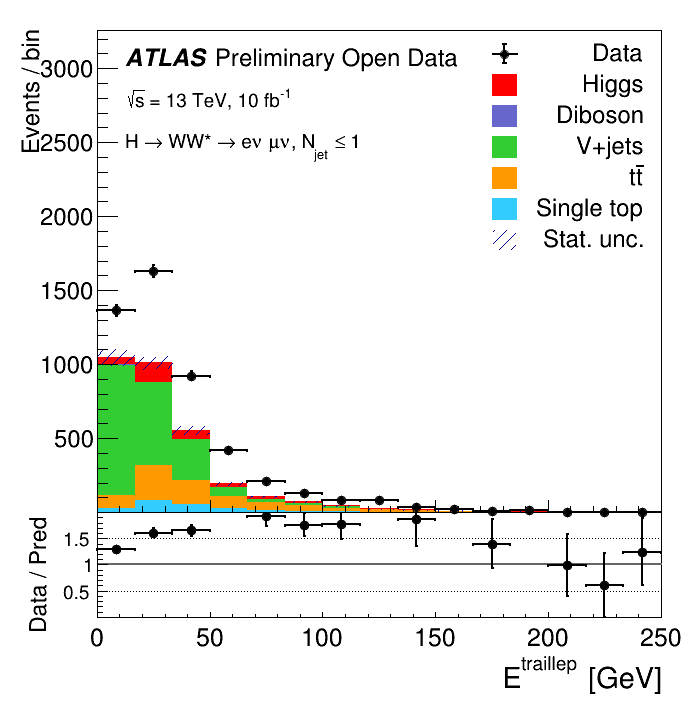 ATLAS Preliminary Open Data
√s = 13 TeV, 10 fb⁻¹
H → WW* → eν μν, N_jet ≤ 1
Data
Higgs
Diboson
V+jets
tt̅
Single top
Stat. unc.
Events / bin
3000
2500
2000
1500
1000
500
Data / Pred
1.5
1
0.5
0 50 100 150 200 250
E^traillep [GeV]